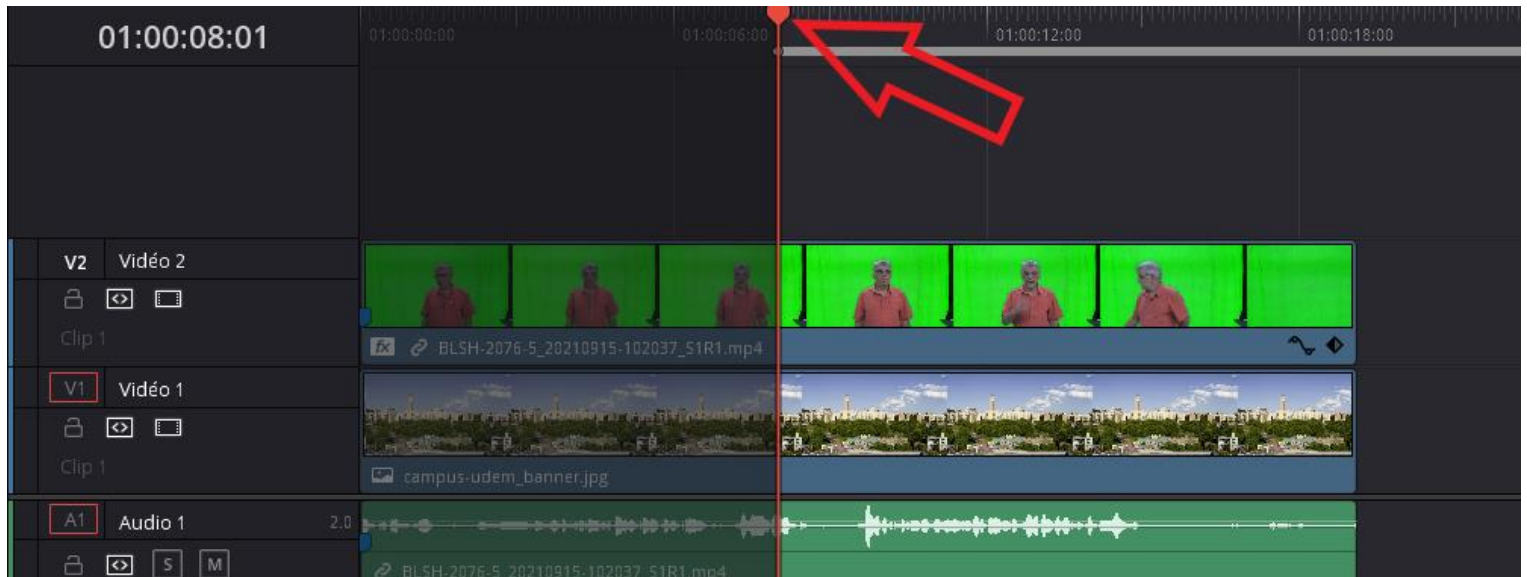 01:00:08:01
01:00:00:00 01:00:06:00 01:00:12:00 01:00:18:00
V2 Vidéo 2
Clip 1
fx BLSH-2076-5_20210915-102037_S1R1.mp4
V1 Vidéo 1
Clip 1
campus-udem_banner.jpg
A1 Audio 1 2.0
S M
BLSH-2076-5_20210915-102037_S1R1.mp4